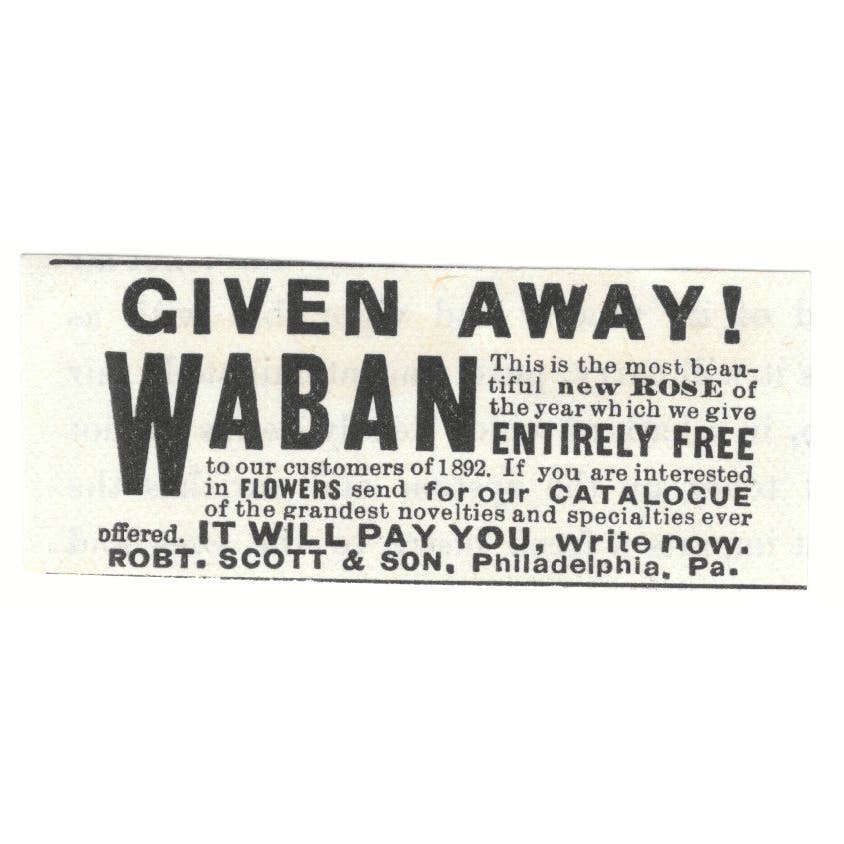 GIVEN AWAY!
WABAN
This is the most beau-
tiful new ROSE of
the year which we give
ENTIRELY FREE
to our customers of 1892. If you are interested
in FLOWERS send for our CATALOGUE
of the grandest novelties and specialties ever
offered. IT WILL PAY YOU, write now.
ROBT. SCOTT & SON, Philadelphia, Pa.